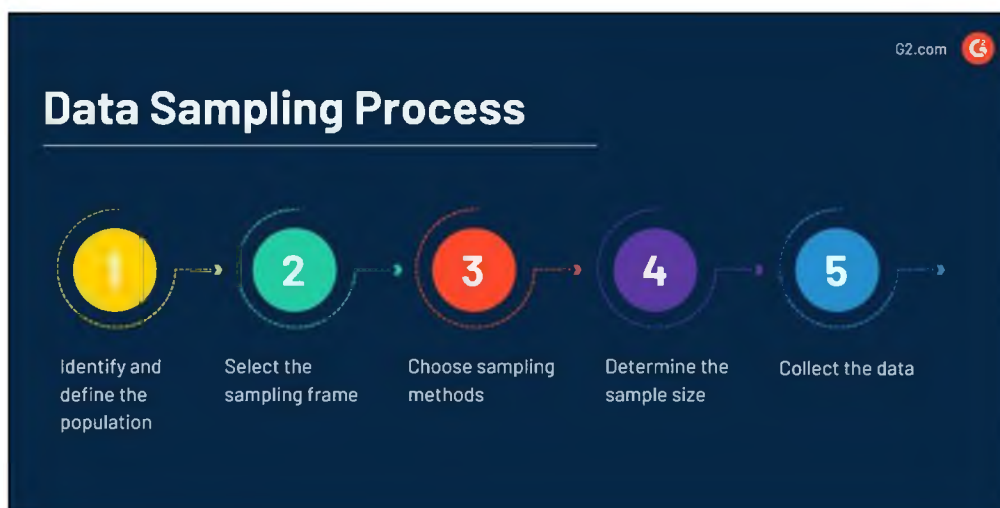 G2.com
Data Sampling Process
1
2
3
4
5
Identify and
define the
population
Select the
sampling frame
Choose sampling
methods
Determine the
sample size
Collect the data